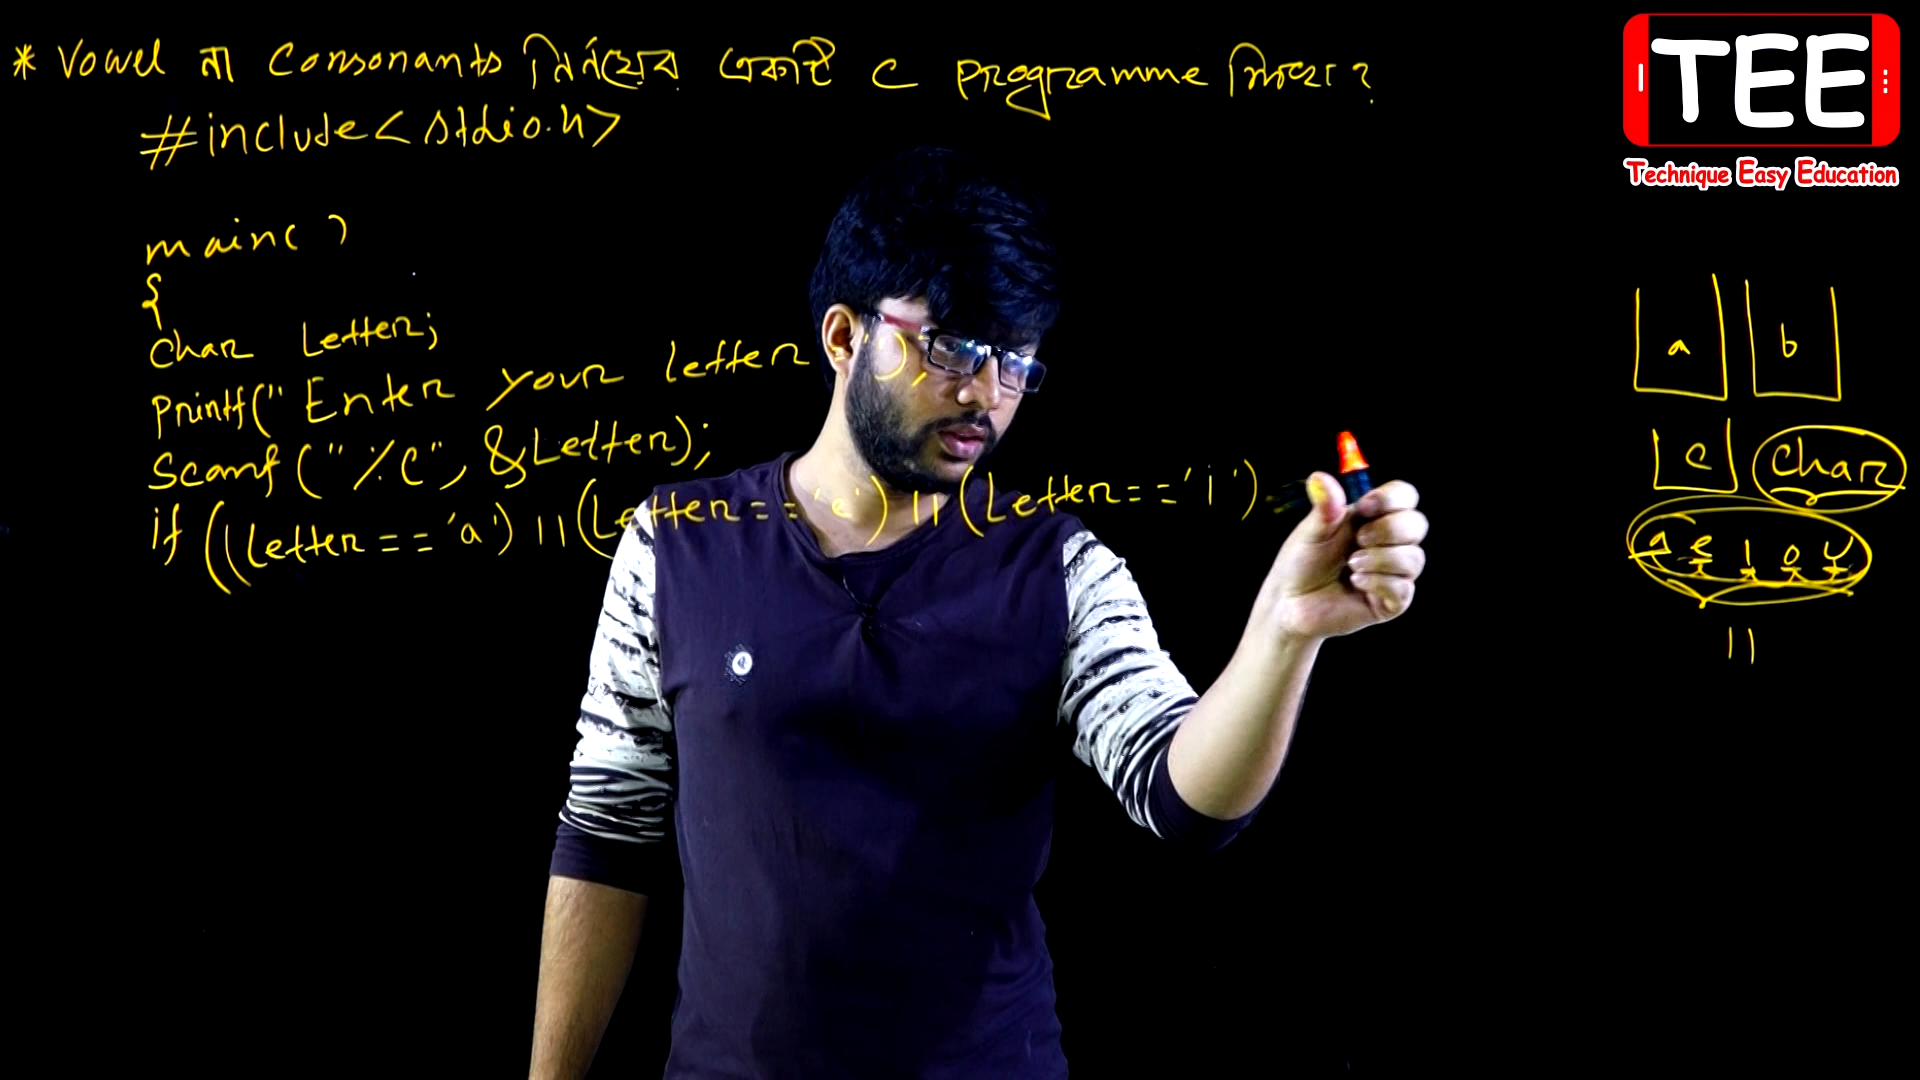 * Vowel না Consonants নির্ণয়ের একটি C programme লিখো?
#include<stdio.h>
main( )
{
char Letter;
Printf("Enter your letter ");
Scanf("%c", &Letter);
if ((Letter=='a')||(Letter=='e')||(Letter=='i')
TEE
Technique Easy Education
a b
c char
a e i o u
||